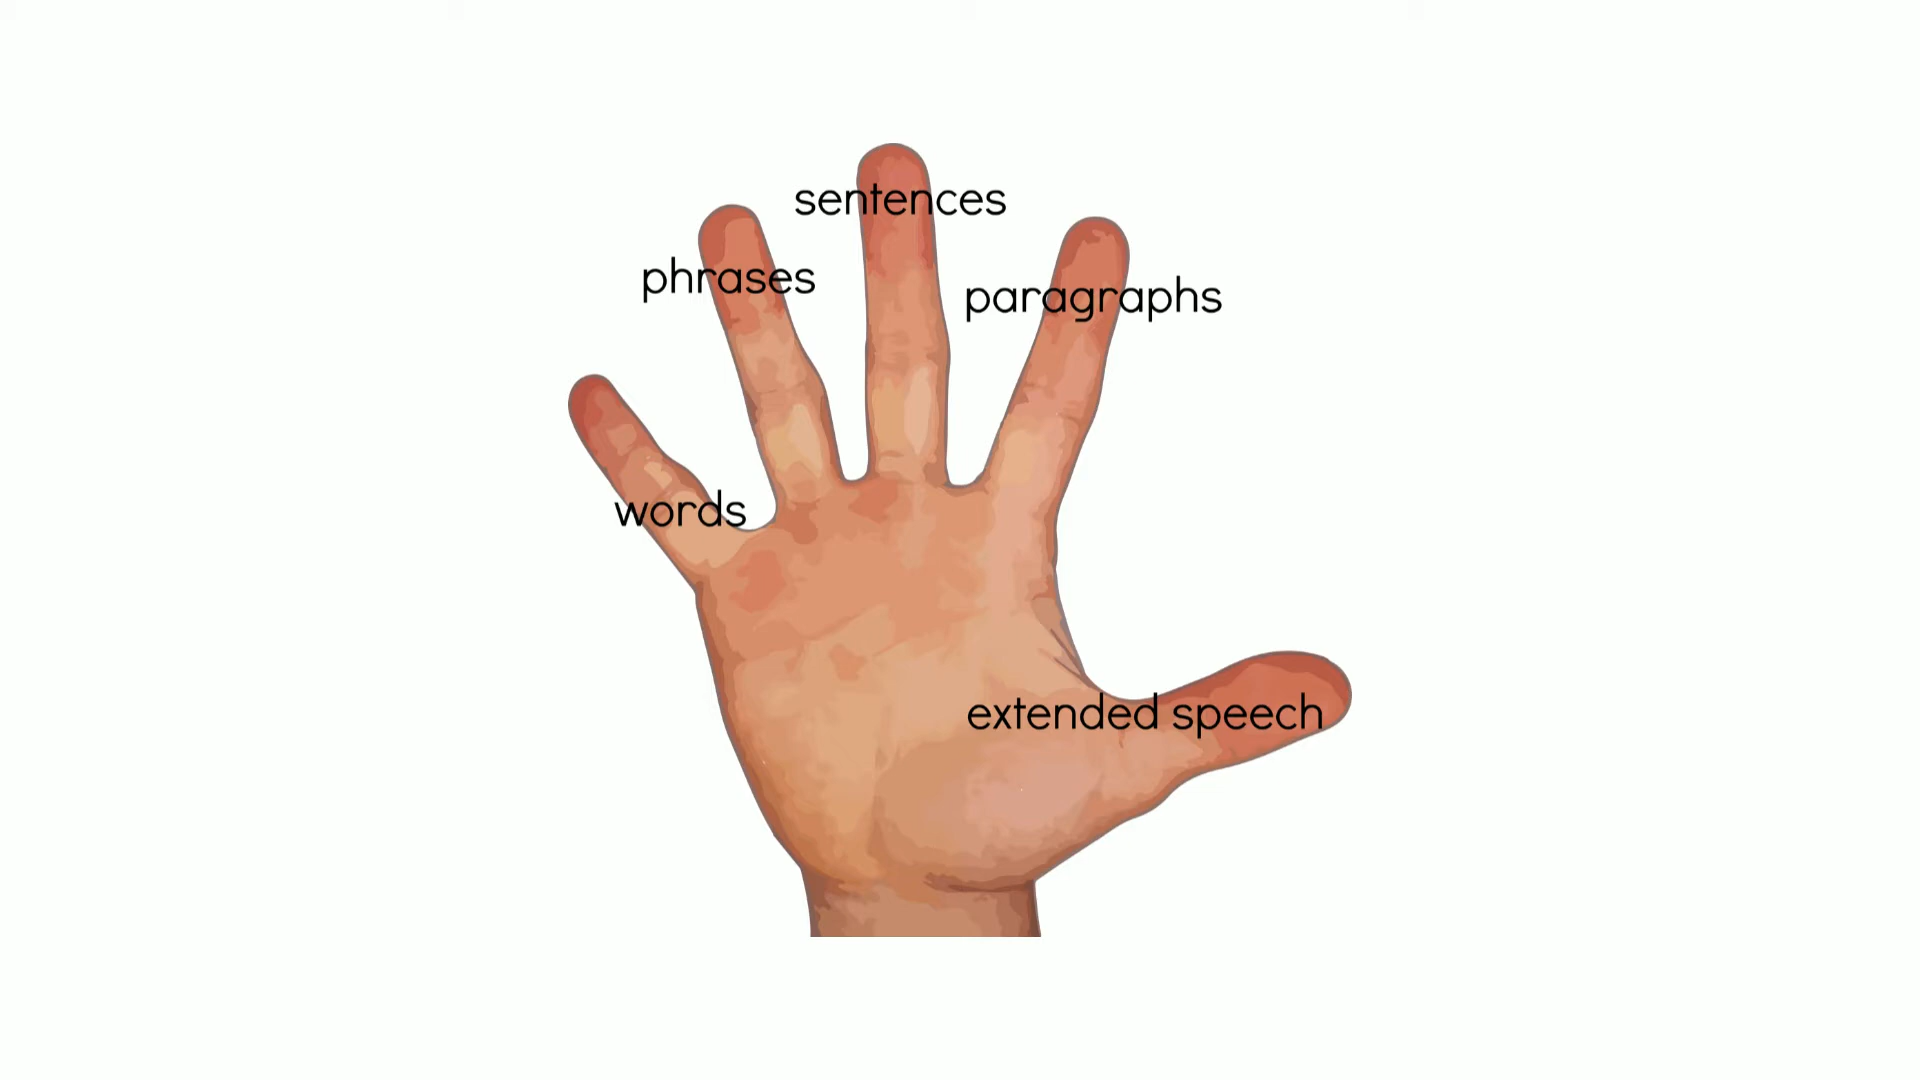 sentences
phrases
paragraphs
words
extended speech